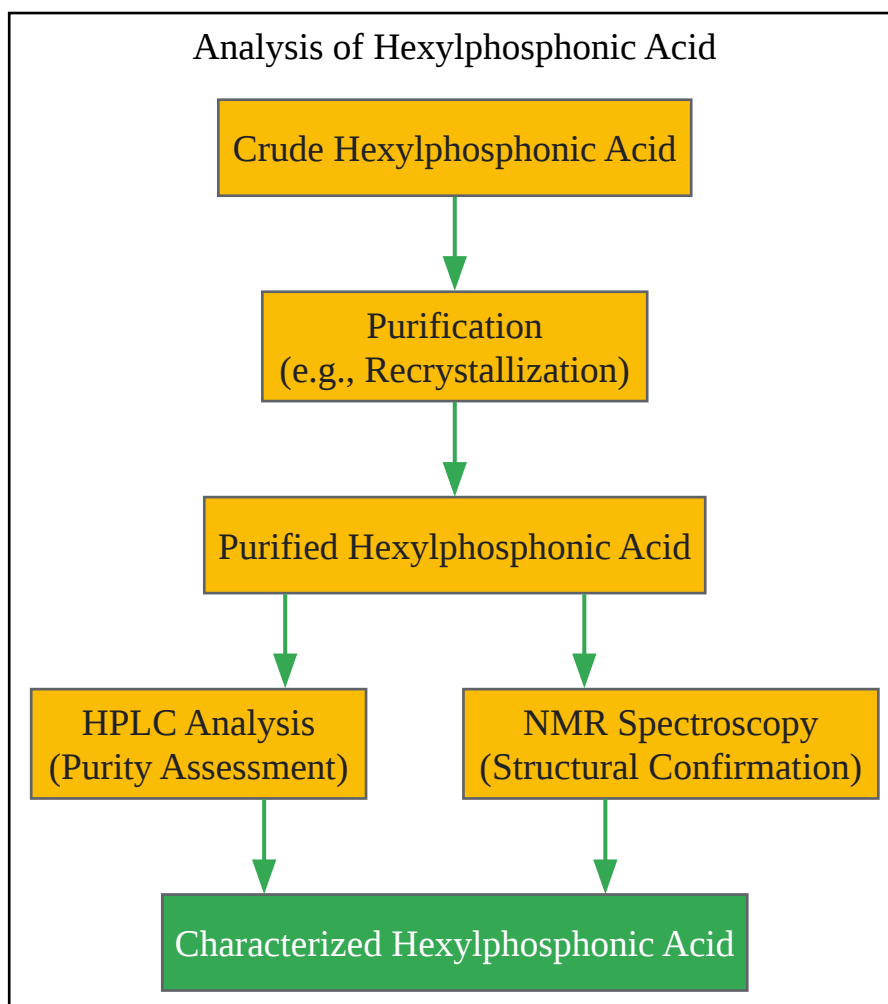 Analysis of Hexylphosphonic Acid
Crude Hexylphosphonic Acid
Purification
(e.g., Recrystallization)
Purified Hexylphosphonic Acid
HPLC Analysis
(Purity Assessment)
NMR Spectroscopy
(Structural Confirmation)
Characterized Hexylphosphonic Acid